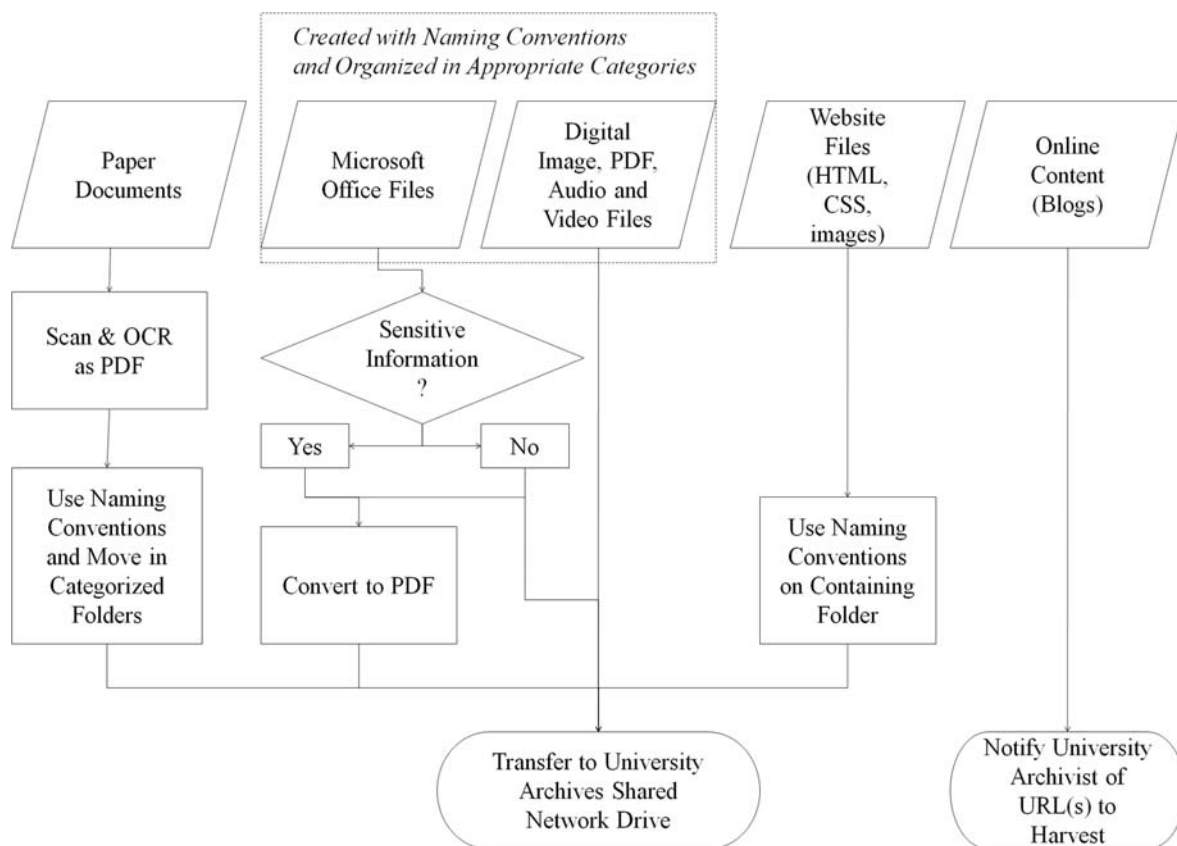 Created with Naming Conventions
and Organized in Appropriate Categories
Paper
Documents
Microsoft
Office Files
Digital
Image, PDF,
Audio and
Video Files
Website
Files
(HTML,
CSS,
images)
Online
Content
(Blogs)
Scan & OCR
as PDF
Sensitive
Information
?
Yes
No
Use Naming
Conventions
and Move in
Categorized
Folders
Convert to PDF
Use Naming
Conventions
on Containing
Folder
Transfer to University
Archives Shared
Network Drive
Notify University
Archivist of
URL(s) to
Harvest